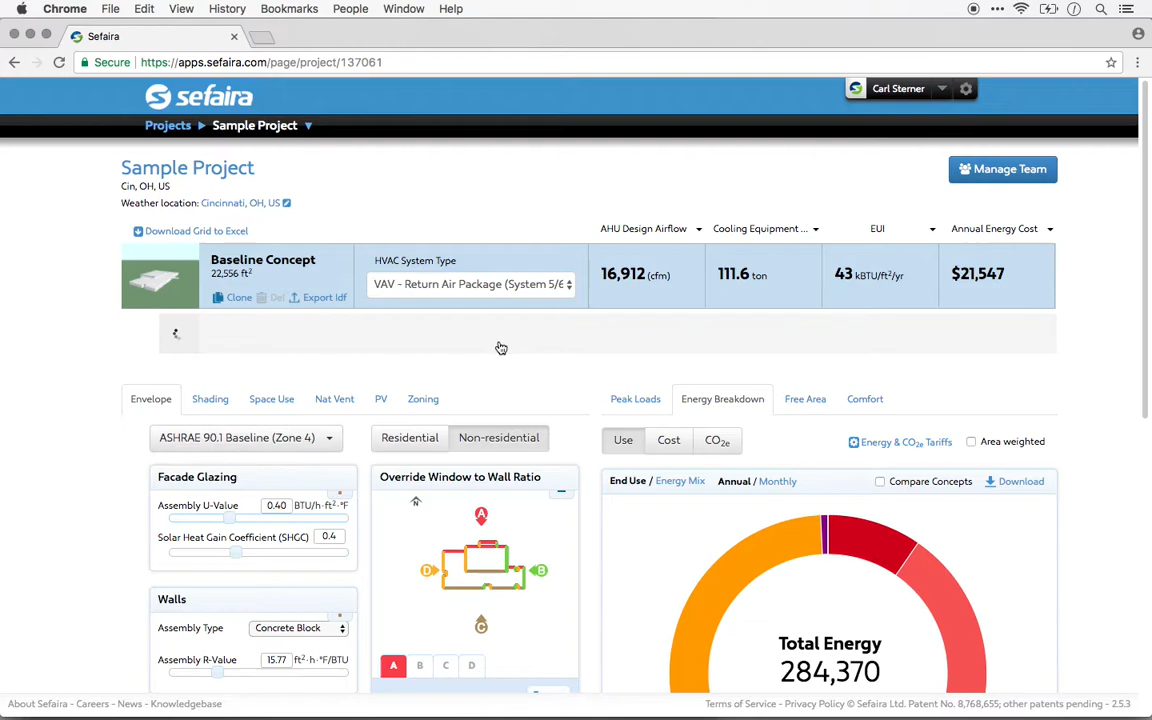 Chrome File Edit View History Bookmarks People Window Help
Sefaira
Secure https://apps.sefaira.com/page/project/137061
sefaira
Carl Sterner
Projects Sample Project
Sample Project
Manage Team
Cin, OH, US
Weather location: Cincinnati, OH, US
Download Grid to Excel
AHU Design Airflow Cooling Equipment ... EUI Annual Energy Cost
Baseline Concept
22,556 ft²
Clone Del Export Idf
HVAC System Type
VAV - Return Air Package (System 5/6
16,912 (cfm) 111.6 ton 43 kBTU/ft²/yr $21,547
Envelope Shading Space Use Nat Vent PV Zoning
Peak Loads Energy Breakdown Free Area Comfort
ASHRAE 90.1 Baseline (Zone 4)
Residential Non-residential
Use Cost CO₂e
Energy & CO₂e Tariffs
Area weighted
Facade Glazing
Assembly U-Value 0.40 BTU/h·ft²·°F
Solar Heat Gain Coefficient (SHGC) 0.4
Override Window to Wall Ratio
N
A
D
B
C
A B C D
End Use / Energy Mix Annual / Monthly
Compare Concepts Download
Walls
Assembly Type Concrete Block
Assembly R-Value 15.77 ft²·h·°F/BTU
Total Energy
284,370
About Sefaira - Careers - News - Knowledgebase
Terms of Service - Privacy Policy © Sefaira Ltd. Patent No. 8,768,655; other patents pending - 2.5.3